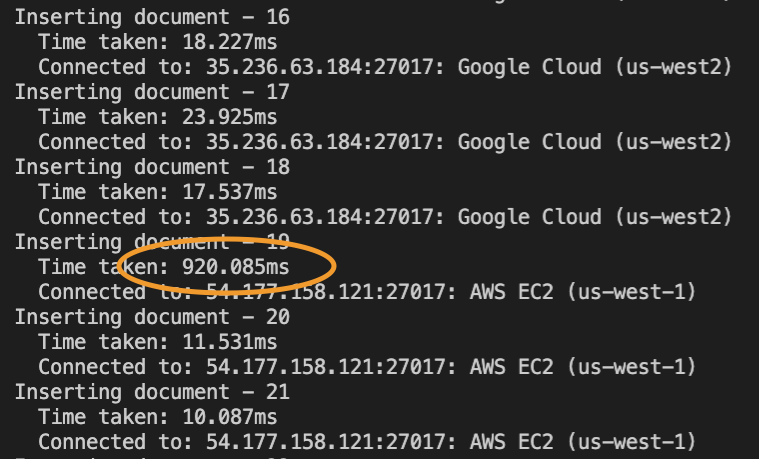 Inserting document – 16
Time taken: 18.227ms
Connected to: 35.236.63.184:27017: Google Cloud (us-west2)
Inserting document – 17
Time taken: 23.925ms
Connected to: 35.236.63.184:27017: Google Cloud (us-west2)
Inserting document – 18
Time taken: 17.537ms
Connected to: 35.236.63.184:27017: Google Cloud (us-west2)
Inserting document – 19
Time taken: 920.085ms
Connected to: 54.177.158.121:27017: AWS EC2 (us-west-1)
Inserting document – 20
Time taken: 11.531ms
Connected to: 54.177.158.121:27017: AWS EC2 (us-west-1)
Inserting document – 21
Time taken: 10.087ms
Connected to: 54.177.158.121:27017: AWS EC2 (us-west-1)